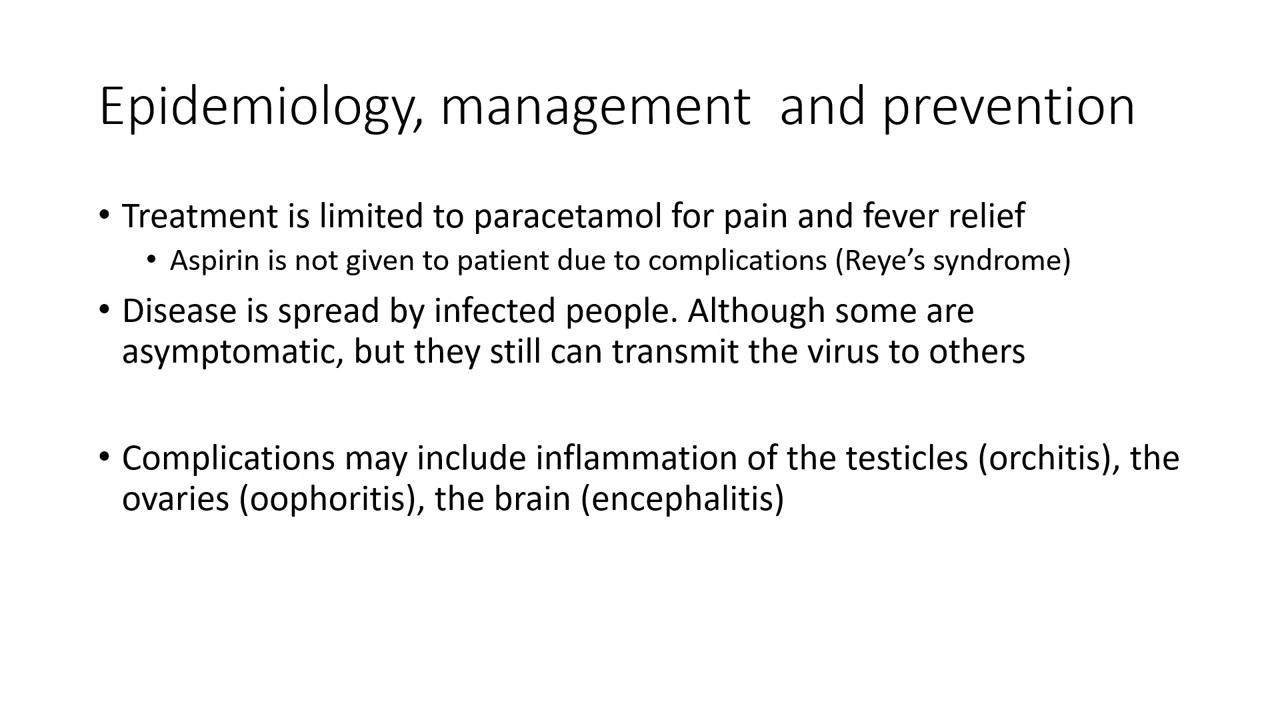 Epidemiology, management  and prevention
• Treatment is limited to paracetamol for pain and fever relief
• Aspirin is not given to patient due to complications (Reye’s syndrome)
• Disease is spread by infected people. Although some are
asymptomatic, but they still can transmit the virus to others
• Complications may include inflammation of the testicles (orchitis), the
ovaries (oophoritis), the brain (encephalitis)